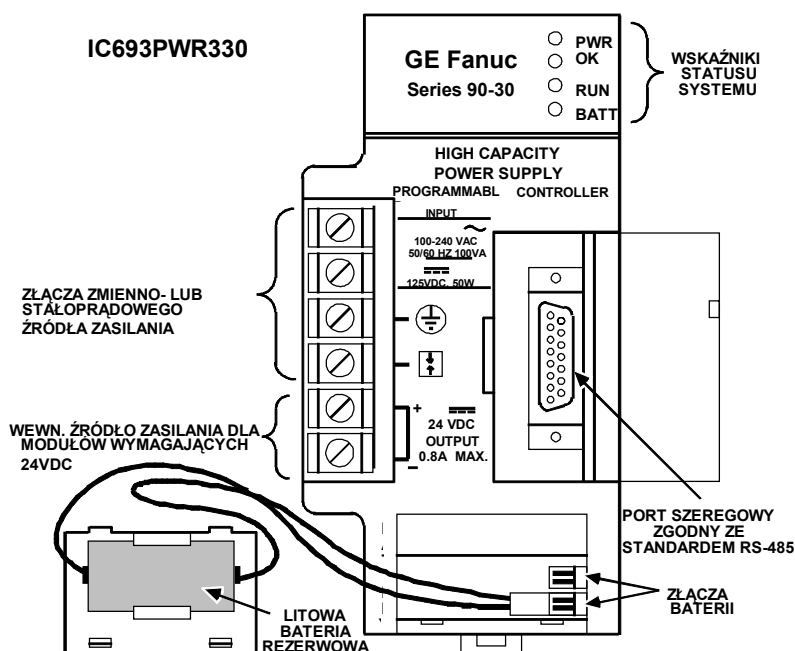 IC693PWR330
GE Fanuc
Series 90-30
PWR
OK
RUN
BATT
WSKAŹNIKI
STATUSU
SYSTEMU
HIGH CAPACITY
POWER SUPPLY
PROGRAMMABL CONTROLLER
INPUT
100-240 VAC
50/60 HZ 100VA
125VDC, 50W
ZŁĄCZA ZMIENNO- LUB
STAŁOPRĄDOWEGO
ŹRÓDŁA ZASILANIA
+
24 VDC
OUTPUT
0.8A MAX.
–
WEWN. ŹRÓDŁO ZASILANIA DLA
MODUŁÓW WYMAGAJĄCYCH
24VDC
PORT SZEREGOWY
ZGODNY ZE
STANDARDEM RS-485
ZŁĄCZA
BATERII
LITOWA
BATERIA
REZERWOWA